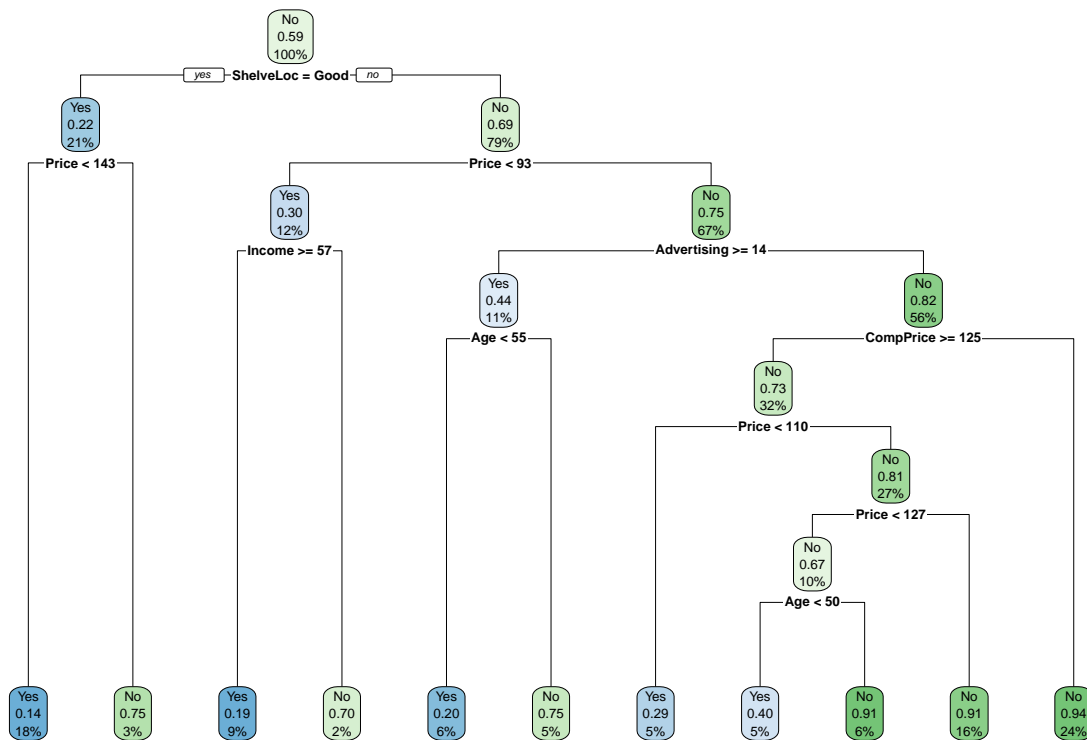 No
0.59
100%
yes ShelveLoc = Good no
Yes
0.22
21%
No
0.69
79%
Price < 143
Price < 93
Yes
0.30
12%
No
0.75
67%
Income >= 57
Advertising >= 14
Yes
0.44
11%
No
0.82
56%
Age < 55
CompPrice >= 125
No
0.73
32%
Price < 110
No
0.81
27%
Price < 127
No
0.67
10%
Age < 50
Yes
0.14
18%
No
0.75
3%
Yes
0.19
9%
No
0.70
2%
Yes
0.20
6%
No
0.75
5%
Yes
0.29
5%
Yes
0.40
5%
No
0.91
6%
No
0.91
16%
No
0.94
24%